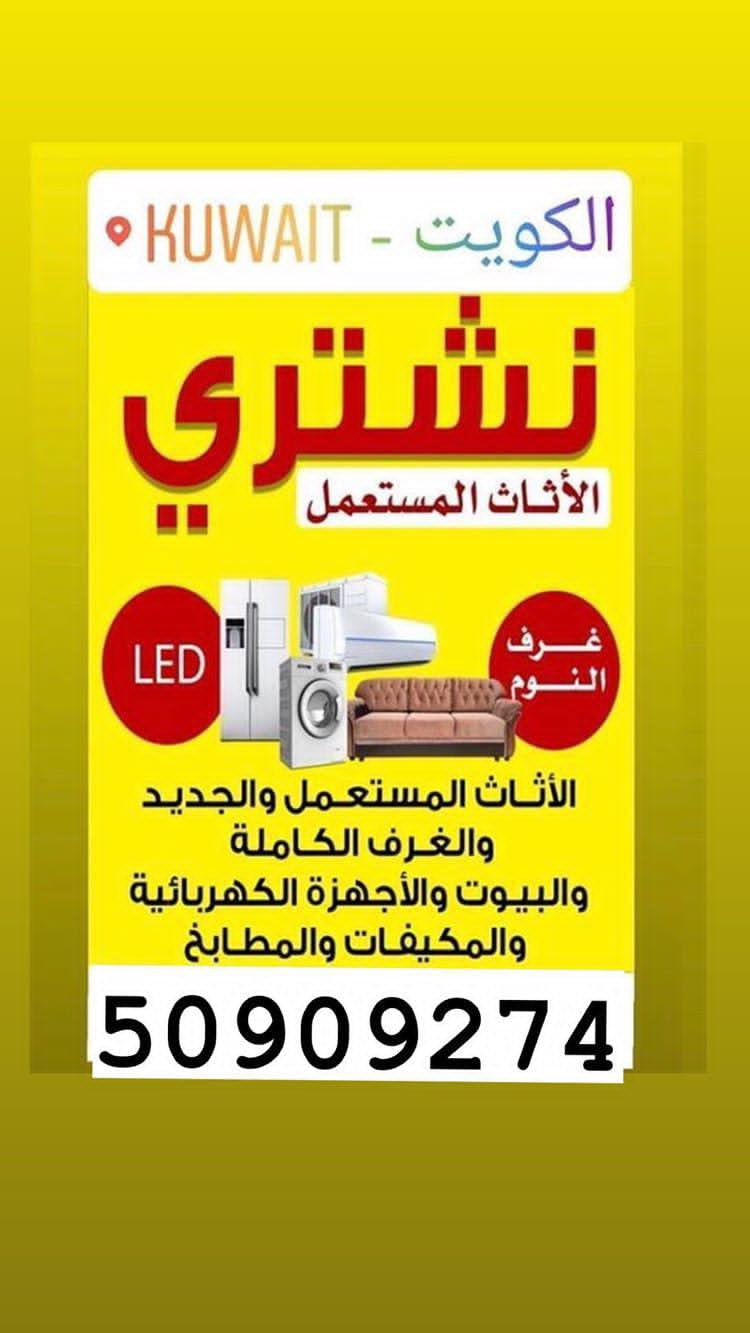 KUWAIT - الكويت
نشتري
الأثاث المستعمل
LED
غرف
النوم
الأثاث المستعمل والجديد
والغرف الكاملة
والبيوت والأجهزة الكهربائية
والمكيفات والمطابخ
50909274